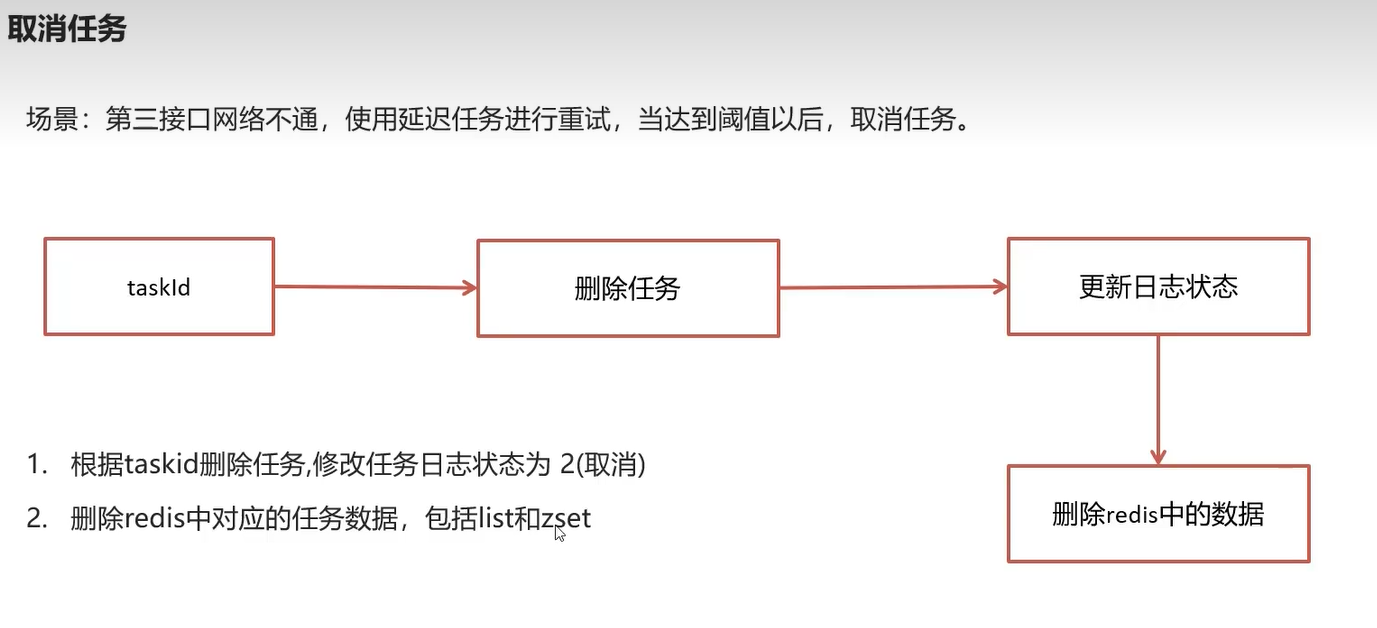 取消任务
场景：第三接口网络不通，使用延迟任务进行重试，当达到阈值以后，取消任务。
taskId
删除任务
更新日志状态
1. 根据taskid删除任务,修改任务日志状态为 2(取消)
2. 删除redis中对应的任务数据，包括list和zset
删除redis中的数据